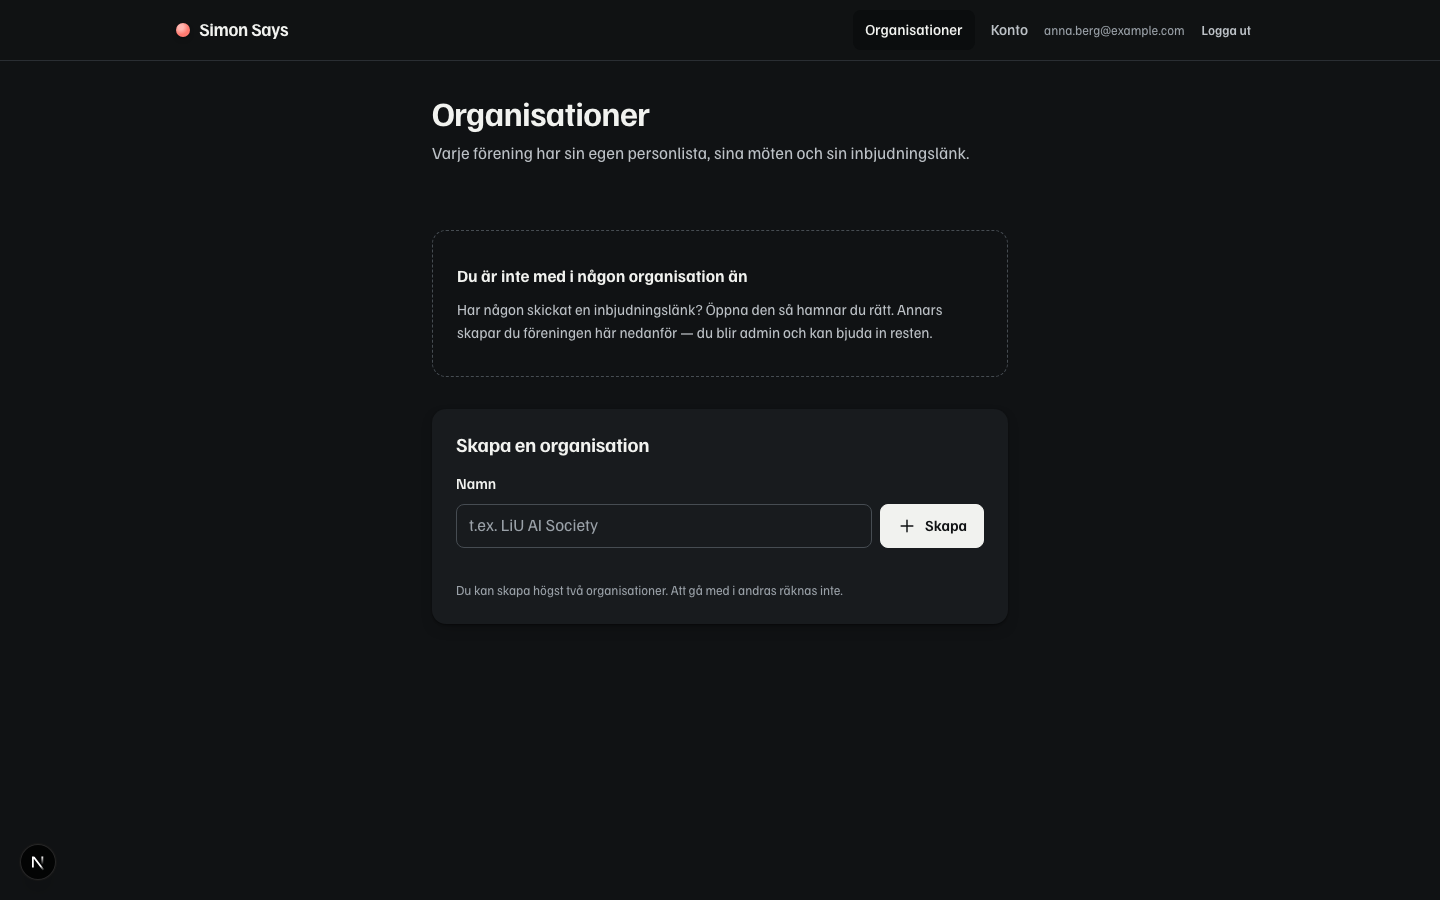 Simon Says
Organisationer
Konto
anna.berg@example.com
Logga ut
Organisationer
Varje förening har sin egen personlista, sina möten och sin inbjudningslänk.
Du är inte med i någon organisation än
Har någon skickat en inbjudningslänk? Öppna den så hamnar du rätt. Annars
skapar du föreningen här nedanför — du blir admin och kan bjuda in resten.
Skapa en organisation
Namn
t.ex. LiU AI Society
Skapa
Du kan skapa högst två organisationer. Att gå med i andras räknas inte.
N